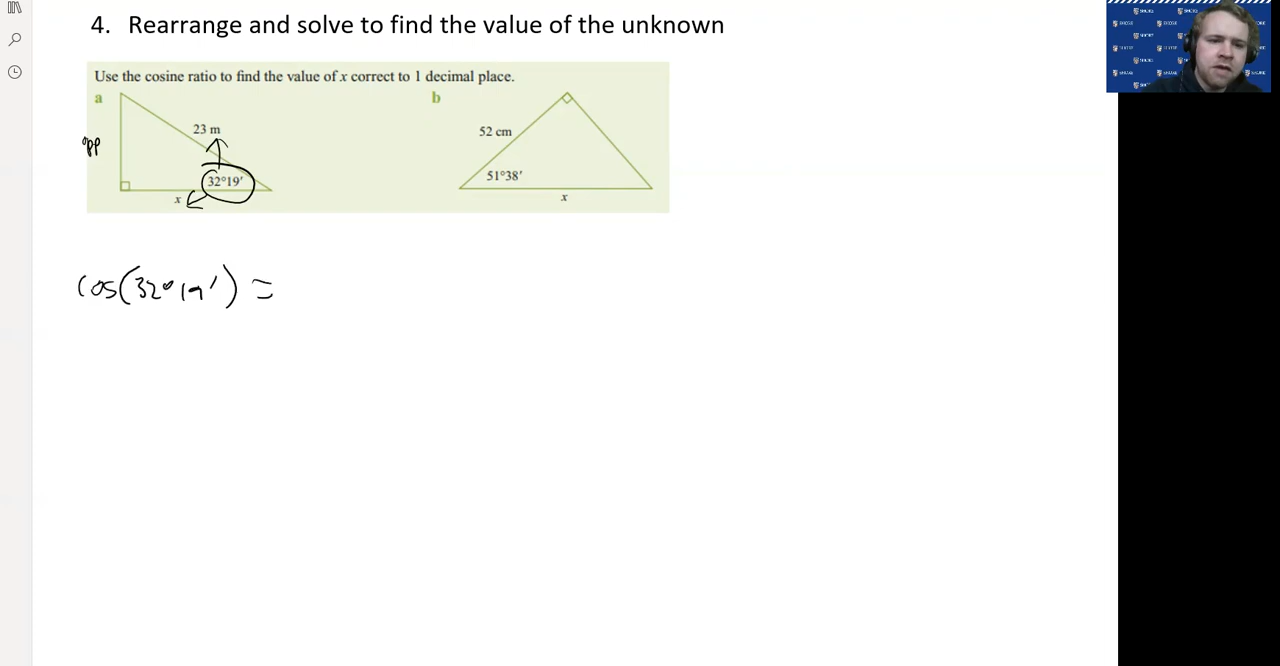 4. Rearrange and solve to find the value of the unknown
Use the cosine ratio to find the value of x correct to 1 decimal place.
a
b
23 m
52 cm
opp
32°19′
51°38′
x
x
cos(32°19′) =